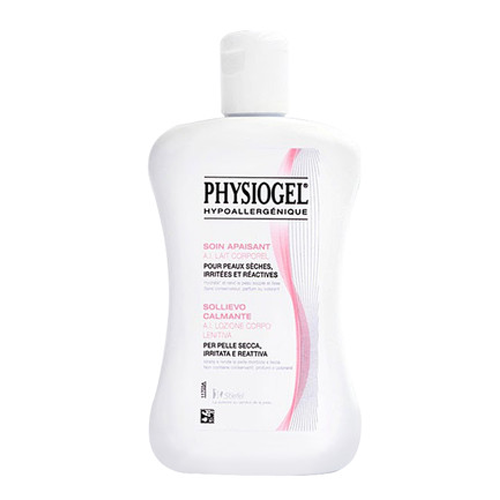 PHYSIOGEL®
HYPOALLERGÉNIQUE
SOIN APAISANT
A.I. LAIT CORPOREL
POUR PEAUX SÈCHES,
IRRITÉES ET RÉACTIVES
SOLLIEVO
CALMANTE
A.I. LOZIONE CORPO
LENITIVA
PER PELLE SECCA,
IRRITATA E REATTIVA
Stiefel